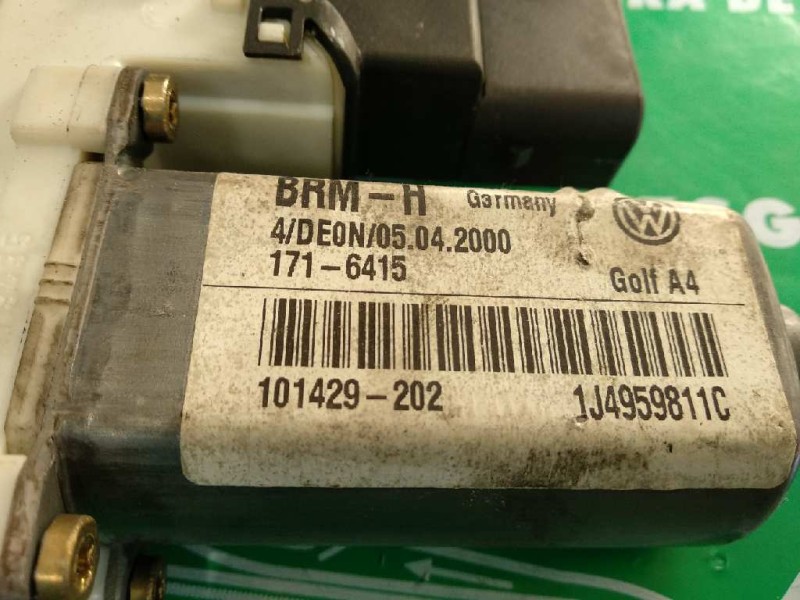 BRM-H Germany
4/DE0N/05.04.2000
171-6415
Golf A4
101429-202 1J4959811C